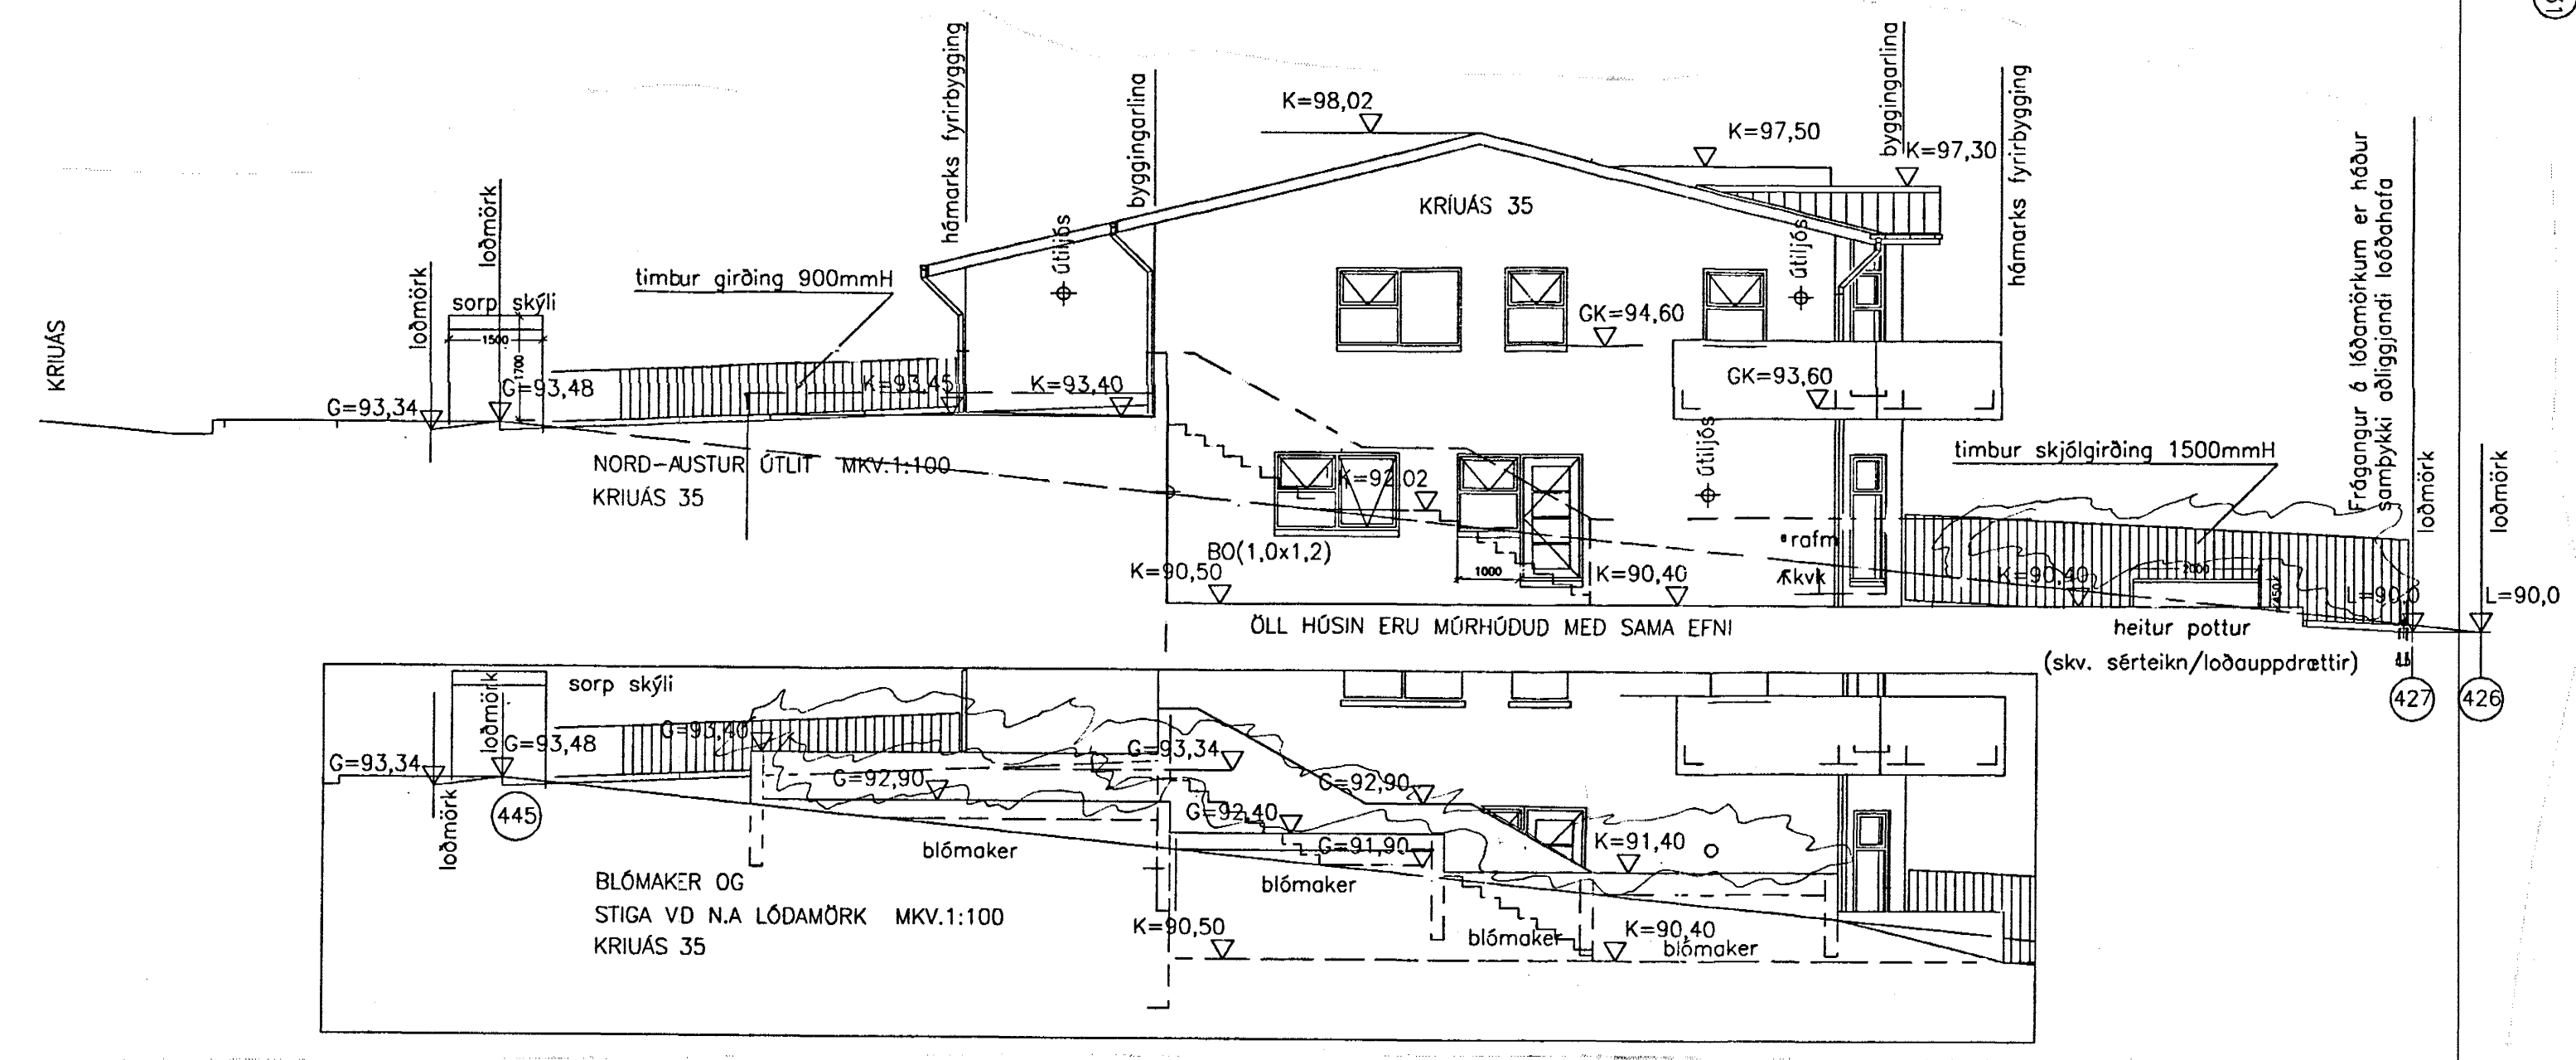 hámarks fyrirbygging
byggingarlina
byggingarlina
hámarks fyrirbygging
K=98,02
K=97,50
K=97,30
KRÍUÁS 35
Frágangur á lóðamörkum er háður
samþykki aðliggjandi loðahafa
loðmörk
loðmörk
loðmörk
loðmörk
KRIUÁS
sorp skýli
1500
1700
timbur girðing 900mmH
útiljós
útiljós
útiljós
GK=94,60
GK=93,60
G=93,34
G=93,48
K=93,45
K=93,40
NORD-AUSTUR ÚTLIT MKV.1:100
KRIUÁS 35
K=92,02
BO(1,0x1,2)
K=90,50
1000
K=90,40
rafm
kvk
timbur skjólgirðing 1500mmH
K=90,40
2000
450
L=90,0
L=90,0
ÖLL HÚSIN ERU MÚRHÚDUD MED SAMA EFNI
heitur pottur
(skv. sérteikn/loðauppdrættir)
427
426
sorp skýli
loðmörk
G=93,34
G=93,48
G=93,40
G=93,34
G=92,90
G=92,90
G=92,40
G=91,90
K=91,40
loðmörk
445
blómaker
blómaker
blómaker
blómaker
BLÓMAKER OG
STIGA VD N.A LÓDAMÖRK MKV.1:100
KRIUÁS 35
K=90,50
K=90,40